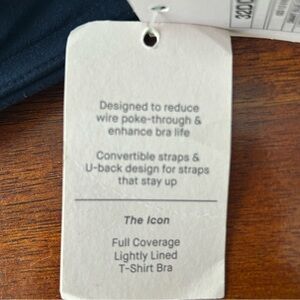 Designed to reduce
wire poke-through &
enhance bra life
Convertible straps &
U-back design for straps
that stay up
The Icon
Full Coverage
Lightly Lined
T-Shirt Bra